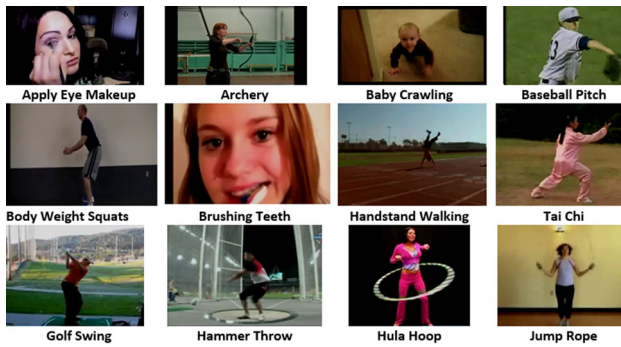 Apply Eye Makeup
Archery
Baby Crawling
Baseball Pitch
Body Weight Squats
Brushing Teeth
Handstand Walking
Tai Chi
Golf Swing
Hammer Throw
Hula Hoop
Jump Rope